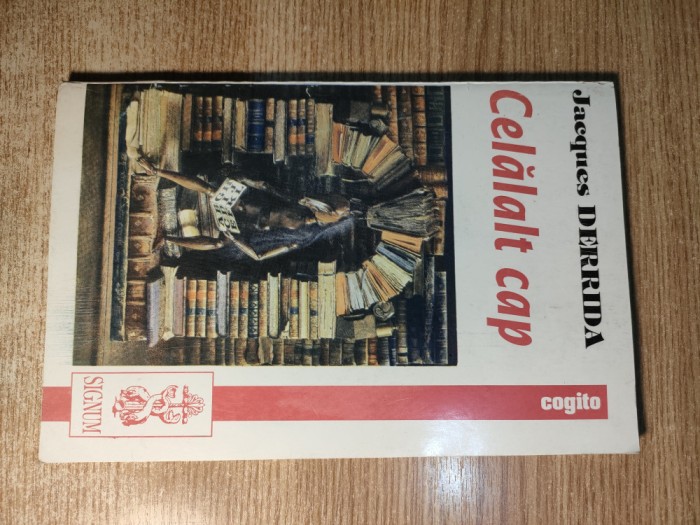 Jacques DERRIDA
Celălalt cap
cogito
SIGNUM